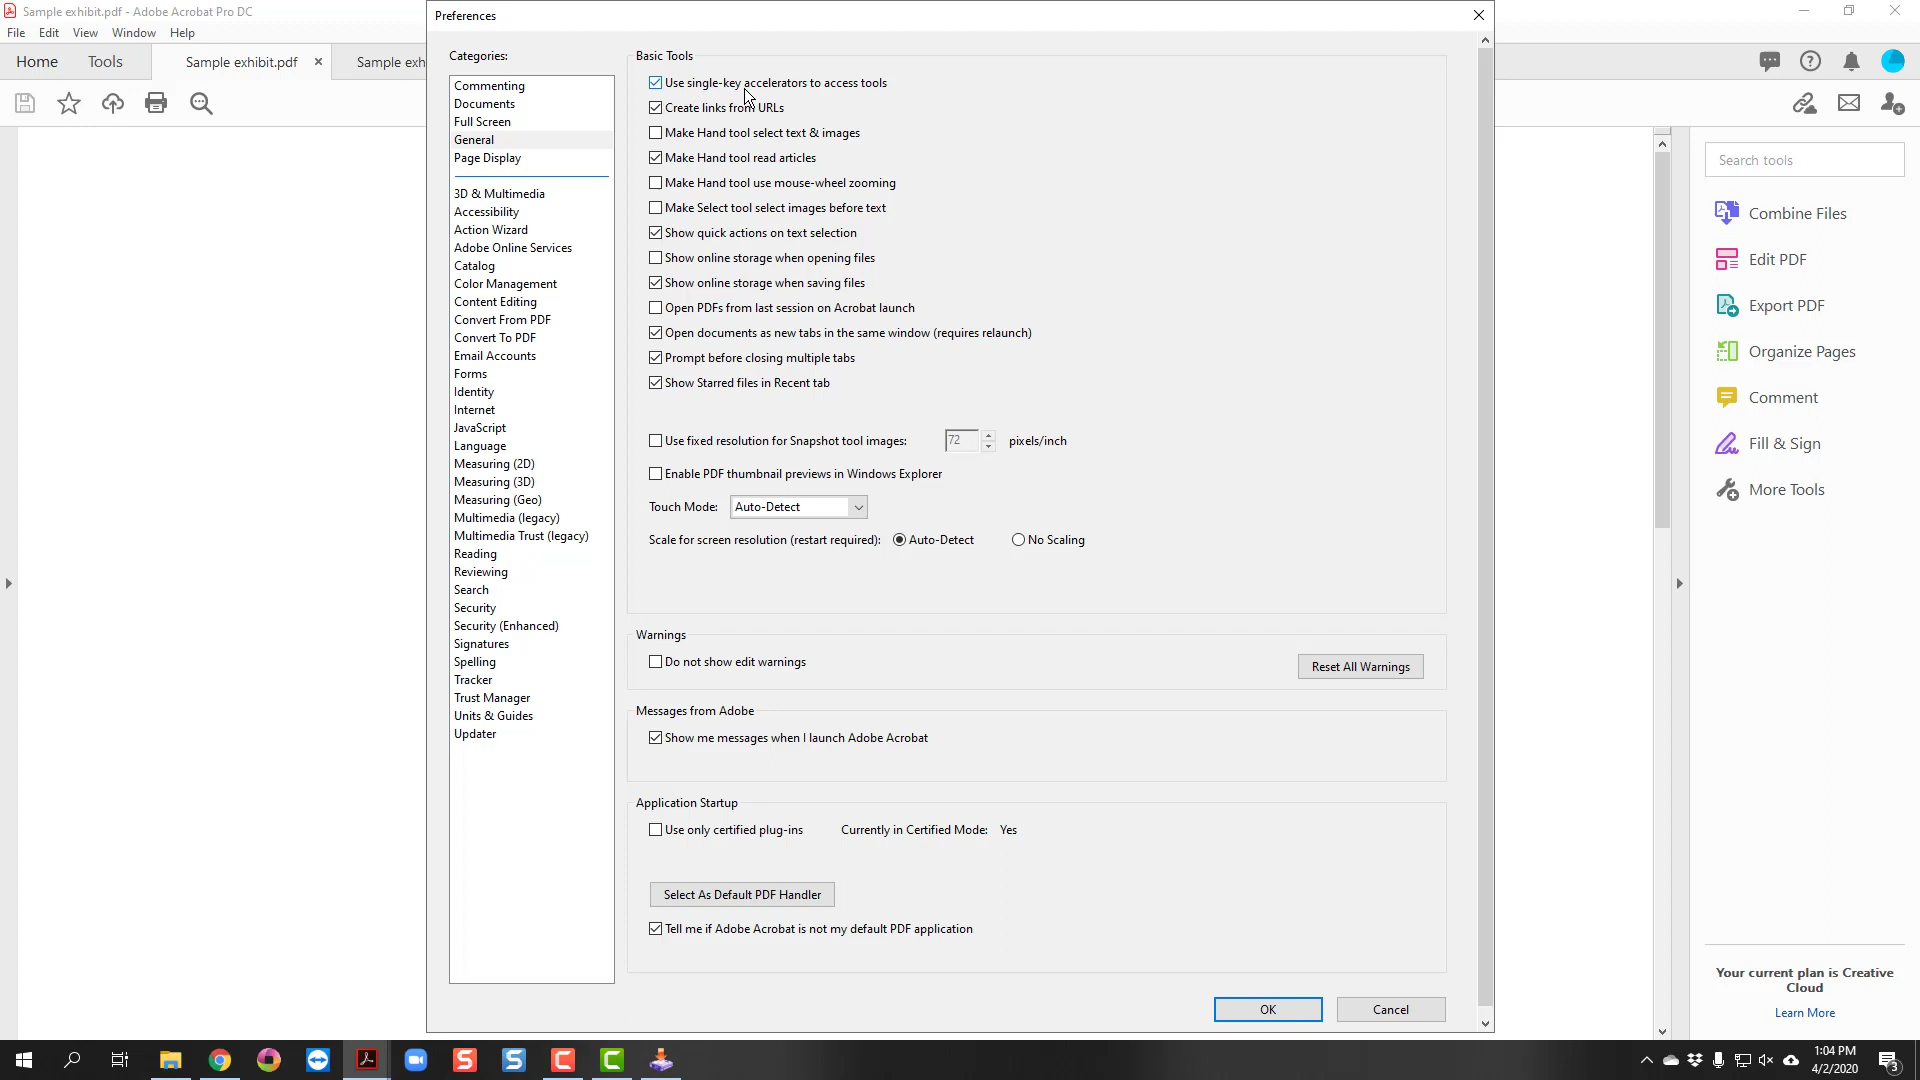 Sample exhibit.pdf - Adobe Acrobat Pro DC
Preferences
File Edit View Window Help
Home Tools Sample exhibit.pdf Sample exh
Categories:
Commenting
Documents
Full Screen
General
Page Display
3D & Multimedia
Accessibility
Action Wizard
Adobe Online Services
Catalog
Color Management
Content Editing
Convert From PDF
Convert To PDF
Email Accounts
Forms
Identity
Internet
JavaScript
Language
Measuring (2D)
Measuring (3D)
Measuring (Geo)
Multimedia (legacy)
Multimedia Trust (legacy)
Reading
Reviewing
Search
Security
Security (Enhanced)
Signatures
Spelling
Tracker
Trust Manager
Units & Guides
Updater
Basic Tools
Use single-key accelerators to access tools
Create links from URLs
Make Hand tool select text & images
Make Hand tool read articles
Make Hand tool use mouse-wheel zooming
Make Select tool select images before text
Show quick actions on text selection
Show online storage when opening files
Show online storage when saving files
Open PDFs from last session on Acrobat launch
Open documents as new tabs in the same window (requires relaunch)
Prompt before closing multiple tabs
Show Starred files in Recent tab
Use fixed resolution for Snapshot tool images: 72 pixels/inch
Enable PDF thumbnail previews in Windows Explorer
Touch Mode: Auto-Detect
Scale for screen resolution (restart required): Auto-Detect No Scaling
Warnings
Do not show edit warnings Reset All Warnings
Messages from Adobe
Show me messages when I launch Adobe Acrobat
Application Startup
Use only certified plug-ins Currently in Certified Mode: Yes
Select As Default PDF Handler
Tell me if Adobe Acrobat is not my default PDF application
OK Cancel
Search tools
Combine Files
Edit PDF
Export PDF
Organize Pages
Comment
Fill & Sign
More Tools
Your current plan is Creative
Cloud
Learn More
1:04 PM
4/2/2020
3